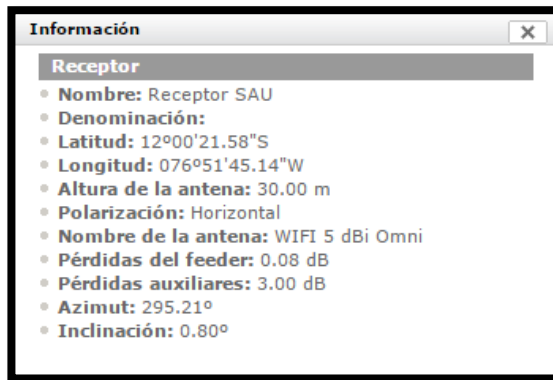 Información
Receptor
Nombre: Receptor SAU
Denominación:
Latitud: 12º00'21.58"S
Longitud: 076º51'45.14"W
Altura de la antena: 30.00 m
Polarización: Horizontal
Nombre de la antena: WIFI 5 dBi Omni
Pérdidas del feeder: 0.08 dB
Pérdidas auxiliares: 3.00 dB
Azimut: 295.21º
Inclinación: 0.80º